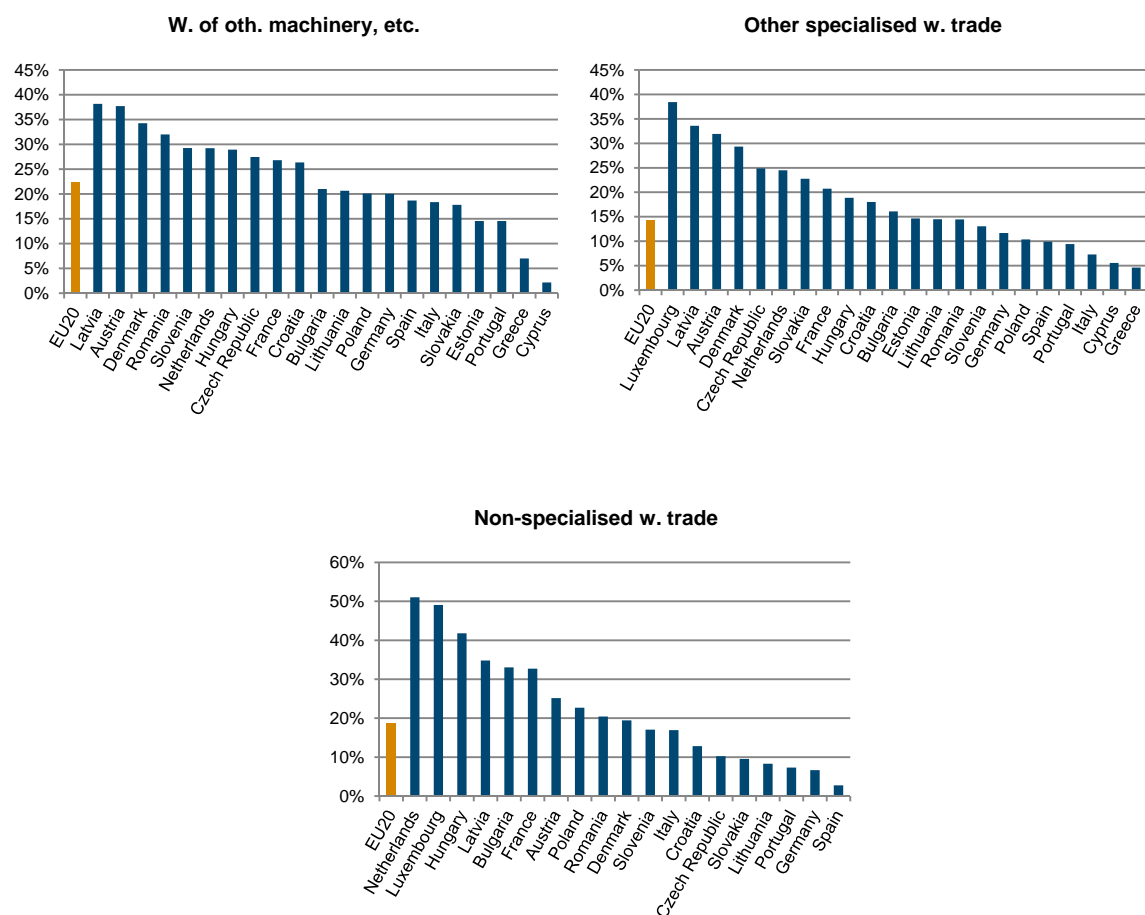 W. of oth. machinery, etc.
45%
40%
35%
30%
25%
20%
15%
10%
5%
0%
EU20
Latvia
Austria
Denmark
Romania
Slovenia
Netherlands
Hungary
Czech Republic
France
Croatia
Bulgaria
Lithuania
Poland
Germany
Spain
Italy
Slovakia
Estonia
Portugal
Greece
Cyprus
Other specialised w. trade
45%
40%
35%
30%
25%
20%
15%
10%
5%
0%
EU20
Luxembourg
Latvia
Austria
Denmark
Czech Republic
Netherlands
Slovakia
France
Hungary
Croatia
Bulgaria
Estonia
Lithuania
Romania
Slovenia
Germany
Poland
Spain
Portugal
Italy
Cyprus
Greece
Non-specialised w. trade
60%
50%
40%
30%
20%
10%
0%
EU20
Netherlands
Luxembourg
Hungary
Latvia
Bulgaria
France
Austria
Poland
Romania
Denmark
Slovenia
Italy
Croatia
Czech Republic
Slovakia
Lithuania
Portugal
Germany
Spain